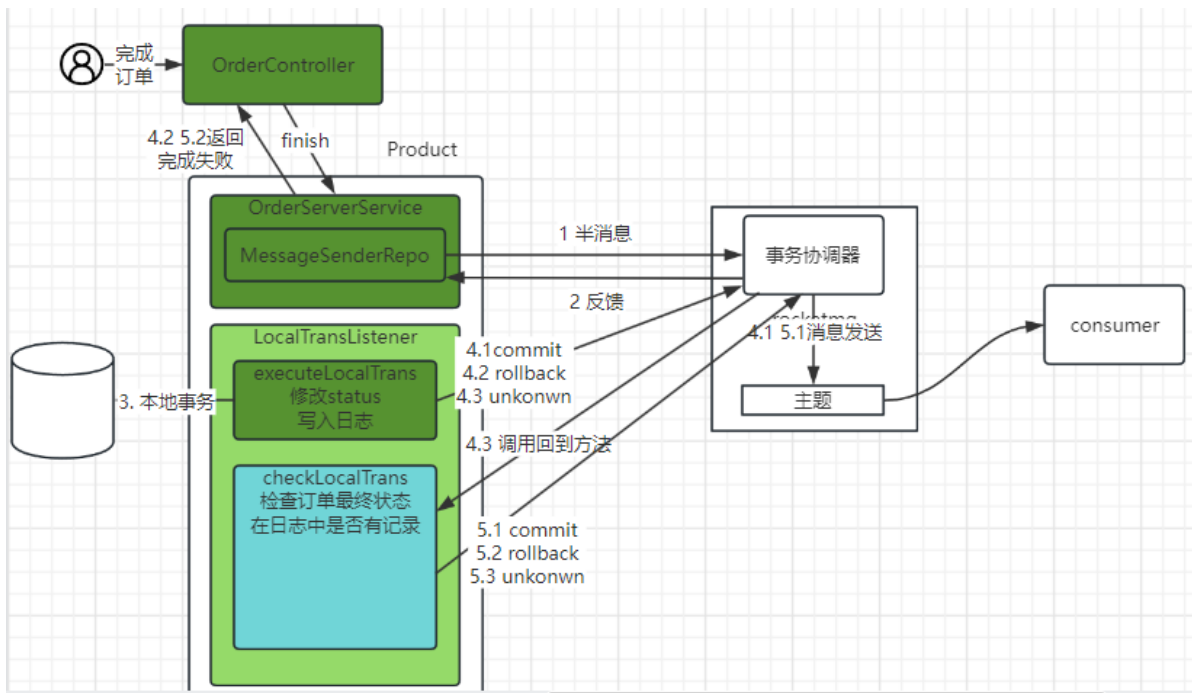 完成
订单
OrderController
4.2 5.2返回
完成失败
finish
Product
OrderServerService
MessageSenderRepo
1 半消息
2 反馈
事务协调器
rocketmq
4.1 5.1消息发送
主题
consumer
LocalTransListener
executeLocalTrans
修改status
写入日志
3. 本地事务
4.1commit
4.2 rollback
4.3 unkonwn
4.3 调用回到方法
checkLocalTrans
检查订单最终状态
在日志中是否有记录
5.1 commit
5.2 rollback
5.3 unkonwn